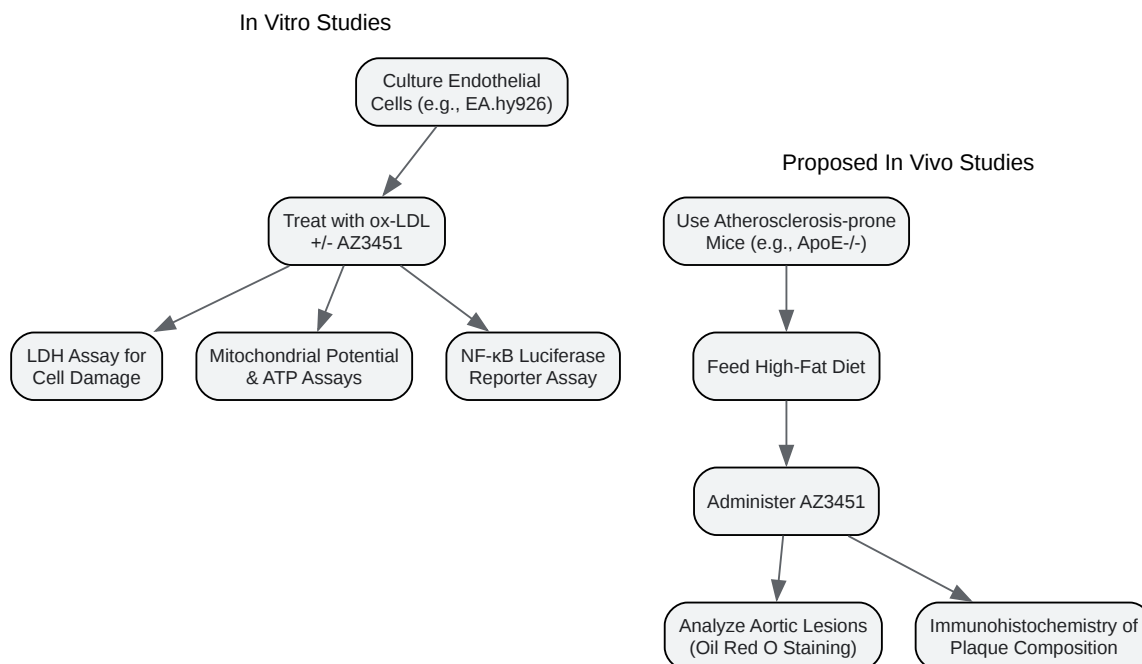 In Vitro Studies
Culture Endothelial
Cells (e.g., EA.hy926)
Treat with ox-LDL
+/- AZ3451
LDH Assay for
Cell Damage
Mitochondrial Potential
& ATP Assays
NF-κB Luciferase
Reporter Assay
Proposed In Vivo Studies
Use Atherosclerosis-prone
Mice (e.g., ApoE-/-)
Feed High-Fat Diet
Administer AZ3451
Analyze Aortic Lesions
(Oil Red O Staining)
Immunohistochemistry of
Plaque Composition